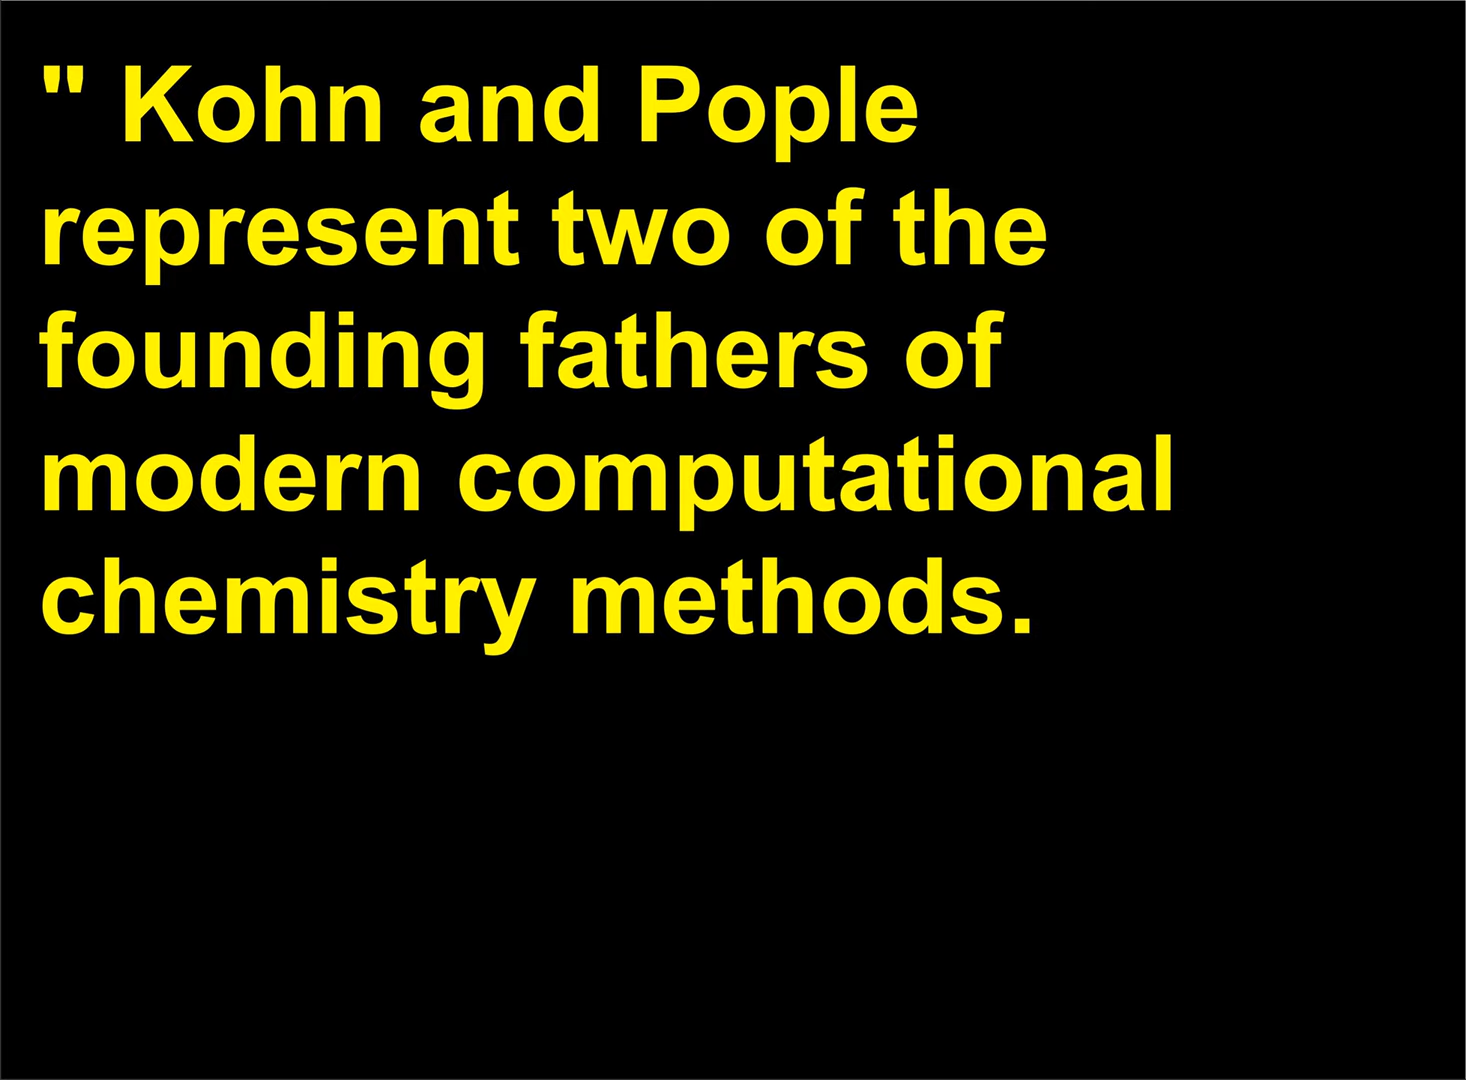 " Kohn and Pople
represent two of the
founding fathers of
modern computational
chemistry methods.